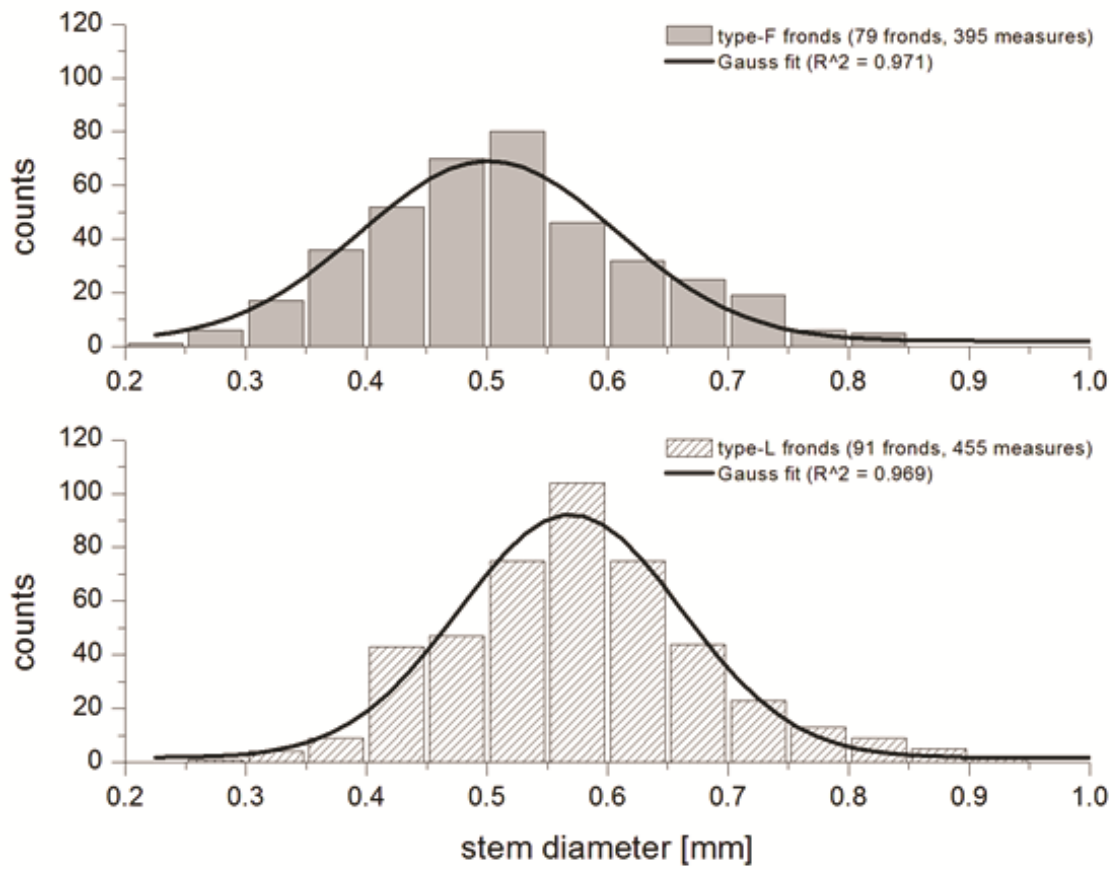 120
type-F fronds (79 fronds, 395 measures)
Gauss fit (R^2 = 0.971)
100
80
60
40
20
0
counts
0.2 0.3 0.4 0.5 0.6 0.7 0.8 0.9 1.0
120
type-L fronds (91 fronds, 455 measures)
Gauss fit (R^2 = 0.969)
100
80
60
40
20
0
counts
0.2 0.3 0.4 0.5 0.6 0.7 0.8 0.9 1.0
stem diameter [mm]